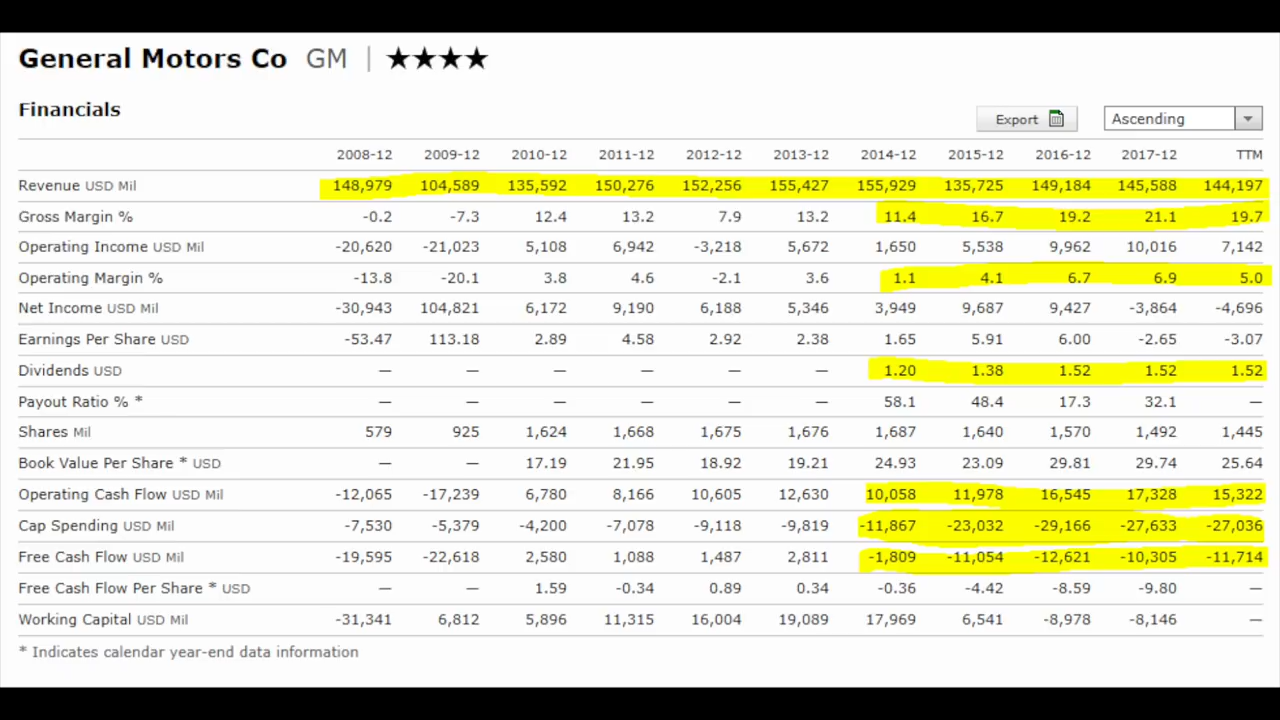 General Motors Co GM | ★★★★
Financials
Export Ascending
2008-12 2009-12 2010-12 2011-12 2012-12 2013-12 2014-12 2015-12 2016-12 2017-12 TTM
Revenue USD Mil 148,979 104,589 135,592 150,276 152,256 155,427 155,929 135,725 149,184 145,588 144,197
Gross Margin % -0.2 -7.3 12.4 13.2 7.9 13.2 11.4 16.7 19.2 21.1 19.7
Operating Income USD Mil -20,620 -21,023 5,108 6,942 -3,218 5,672 1,650 5,538 9,962 10,016 7,142
Operating Margin % -13.8 -20.1 3.8 4.6 -2.1 3.6 1.1 4.1 6.7 6.9 5.0
Net Income USD Mil -30,943 104,821 6,172 9,190 6,188 5,346 3,949 9,687 9,427 -3,864 -4,696
Earnings Per Share USD -53.47 113.18 2.89 4.58 2.92 2.38 1.65 5.91 6.00 -2.65 -3.07
Dividends USD — — — — — — 1.20 1.38 1.52 1.52 1.52
Payout Ratio % * — — — — — — 58.1 48.4 17.3 32.1 —
Shares Mil 579 925 1,624 1,668 1,675 1,676 1,687 1,640 1,570 1,492 1,445
Book Value Per Share * USD — — 17.19 21.95 18.92 19.21 24.93 23.09 29.81 29.74 25.64
Operating Cash Flow USD Mil -12,065 -17,239 6,780 8,166 10,605 12,630 10,058 11,978 16,545 17,328 15,322
Cap Spending USD Mil -7,530 -5,379 -4,200 -7,078 -9,118 -9,819 -11,867 -23,032 -29,166 -27,633 -27,036
Free Cash Flow USD Mil -19,595 -22,618 2,580 1,088 1,487 2,811 -1,809 -11,054 -12,621 -10,305 -11,714
Free Cash Flow Per Share * USD — — 1.59 -0.34 0.89 0.34 -0.36 -4.42 -8.59 -9.80 —
Working Capital USD Mil -31,341 6,812 5,896 11,315 16,004 19,089 17,969 6,541 -8,978 -8,146 —
* Indicates calendar year-end data information